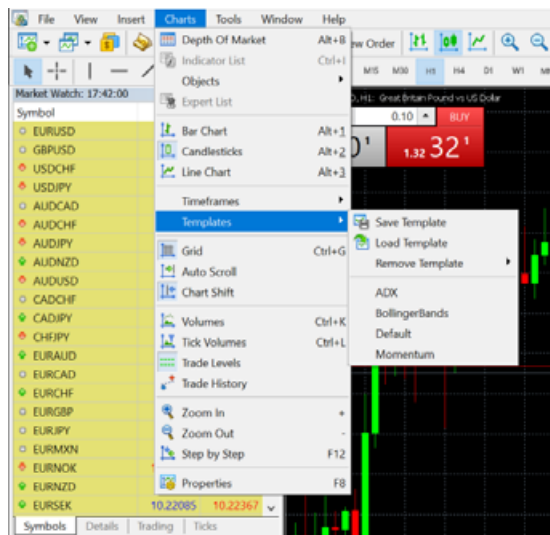 File View Insert Charts Tools Window Help
ew Order
M15 M30 H1 H4 D1 W1
Market Watch: 17:42:00
Symbol
EURUSD
GBPUSD
USDCHF
USDJPY
AUDCAD
AUDCHF
AUDJPY
AUDNZD
AUDUSD
CADCHF
CADJPY
CHFJPY
EURAUD
EURCAD
EURCHF
EURGBP
EURJPY
EURMXN
EURNOK
EURNZD
EURSEK 10.22085 10.22367
Symbols Details Trading Ticks
Depth Of Market Alt+B
Indicator List Ctrl+I
Objects
Expert List
Bar Chart Alt+1
Candlesticks Alt+2
Line Chart Alt+3
Timeframes
Templates
Grid Ctrl+G
Auto Scroll
Chart Shift
Volumes Ctrl+K
Tick Volumes Ctrl+L
Trade Levels
Trade History
Zoom In +
Zoom Out -
Step by Step F12
Properties F8
Save Template
Load Template
Remove Template
ADX
BollingerBands
Default
Momentum
, H1: Great Britain Pound vs US Dollar
0.10 BUY
1.32 32 1